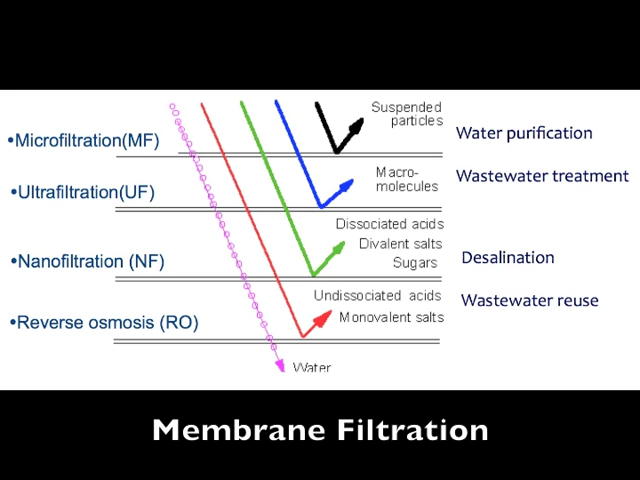 •Microfiltration(MF)
•Ultrafiltration(UF)
•Nanofiltration (NF)
•Reverse osmosis (RO)
Suspended
particles
Macro-
molecules
Dissociated acids
Divalent salts
Sugars
Undissociated acids
Monovalent salts
Water
Water purification
Wastewater treatment
Desalination
Wastewater reuse
Membrane Filtration